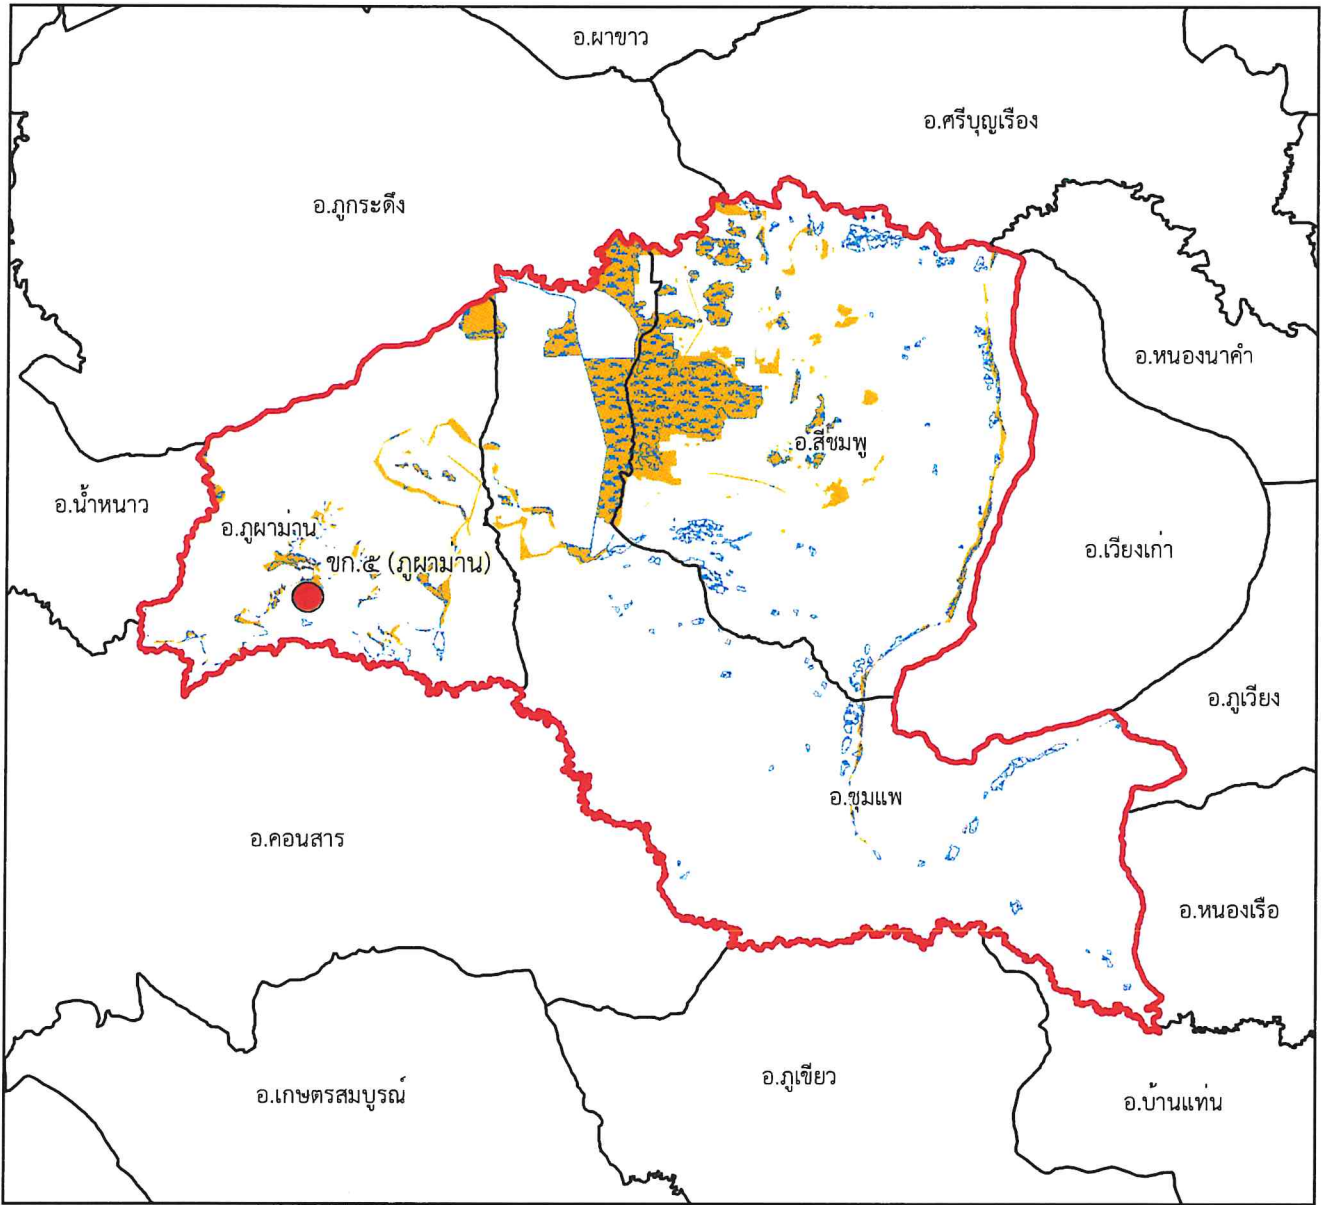 อ.ผาขาว
อ.ศรีบุญเรือง
อ.ภูกระดึง
อ.หนองนาคำ
อ.สีชมพู
อ.น้ำหนาว
อ.ภูผาม่าน
อ.เวียงเก่า
ขก.๕ (ภูผาม่าน)
อ.ภูเวียง
อ.ชุมแพ
อ.คอนสาร
อ.หนองเรือ
อ.ภูเขียว
อ.เกษตรสมบูรณ์
อ.บ้านแท่น